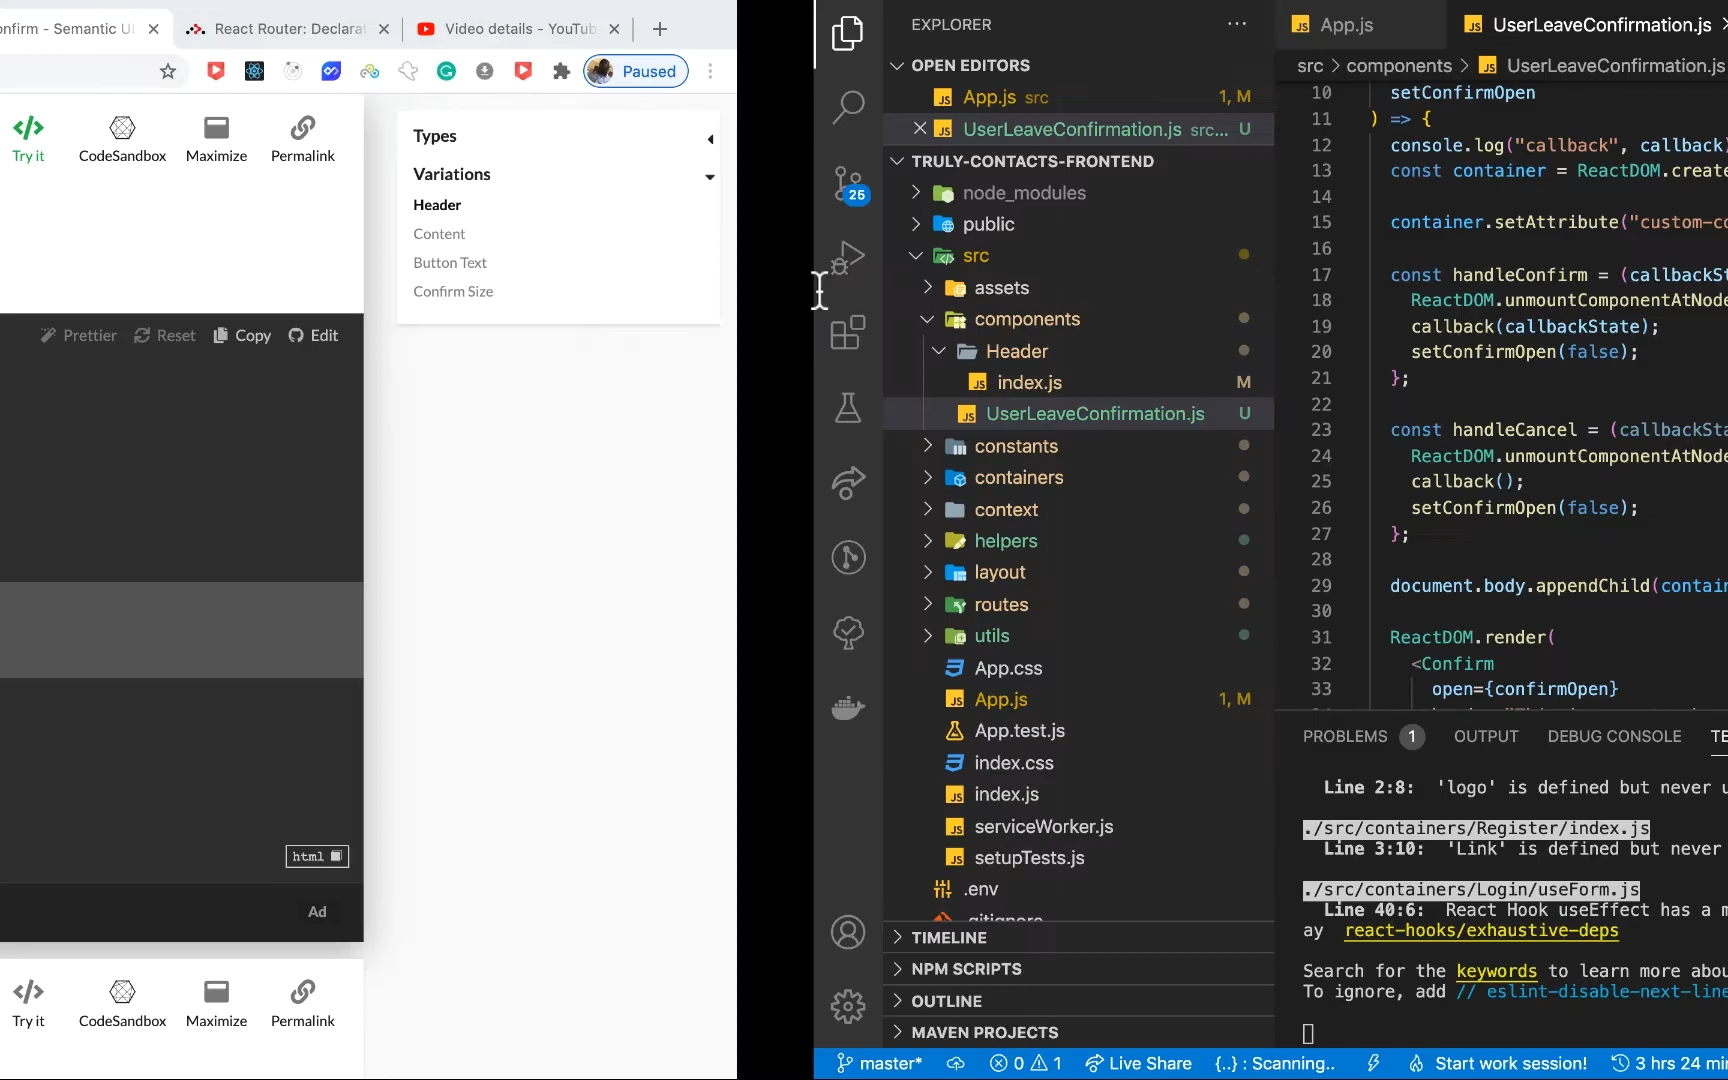 onfirm - Semantic UI
React Router: Declarat
Video details - YouTub
Paused
Try it
CodeSandbox
Maximize
Permalink
Types
Variations
Header
Content
Button Text
Confirm Size
Prettier
Reset
Copy
Edit
html
Ad
Try it
CodeSandbox
Maximize
Permalink
EXPLORER
OPEN EDITORS
App.js src 1, M
UserLeaveConfirmation.js src... U
TRULY-CONTACTS-FRONTEND
node_modules
public
src
assets
components
Header
index.js M
UserLeaveConfirmation.js U
constants
containers
context
helpers
layout
routes
utils
App.css
App.js 1, M
App.test.js
index.css
index.js
serviceWorker.js
setupTests.js
.env
.gitignore
TIMELINE
NPM SCRIPTS
OUTLINE
MAVEN PROJECTS
25
App.js
UserLeaveConfirmation.js
src > components > UserLeaveConfirmation.js
10 setConfirmOpen
11 ) => {
12 console.log("callback", callback)
13 const container = ReactDOM.create
14
15 container.setAttribute("custom-co
16
17 const handleConfirm = (callbackSt
18 ReactDOM.unmountComponentAtNode
19 callback(callbackState);
20 setConfirmOpen(false);
21 };
22
23 const handleCancel = (callbackSta
24 ReactDOM.unmountComponentAtNode
25 callback();
26 setConfirmOpen(false);
27 };
28
29 document.body.appendChild(contain
30
31 ReactDOM.render(
32 <Confirm
33 open={confirmOpen}
PROBLEMS 1 OUTPUT DEBUG CONSOLE TE
Line 2:8: 'logo' is defined but never u
./src/containers/Register/index.js
Line 3:10: 'Link' is defined but never
./src/containers/Login/useForm.js
Line 40:6: React Hook useEffect has a m
ay react-hooks/exhaustive-deps
Search for the keywords to learn more abou
To ignore, add // eslint-disable-next-line
master* 0 1 Live Share {..} : Scanning.. Start work session! 3 hrs 24 min